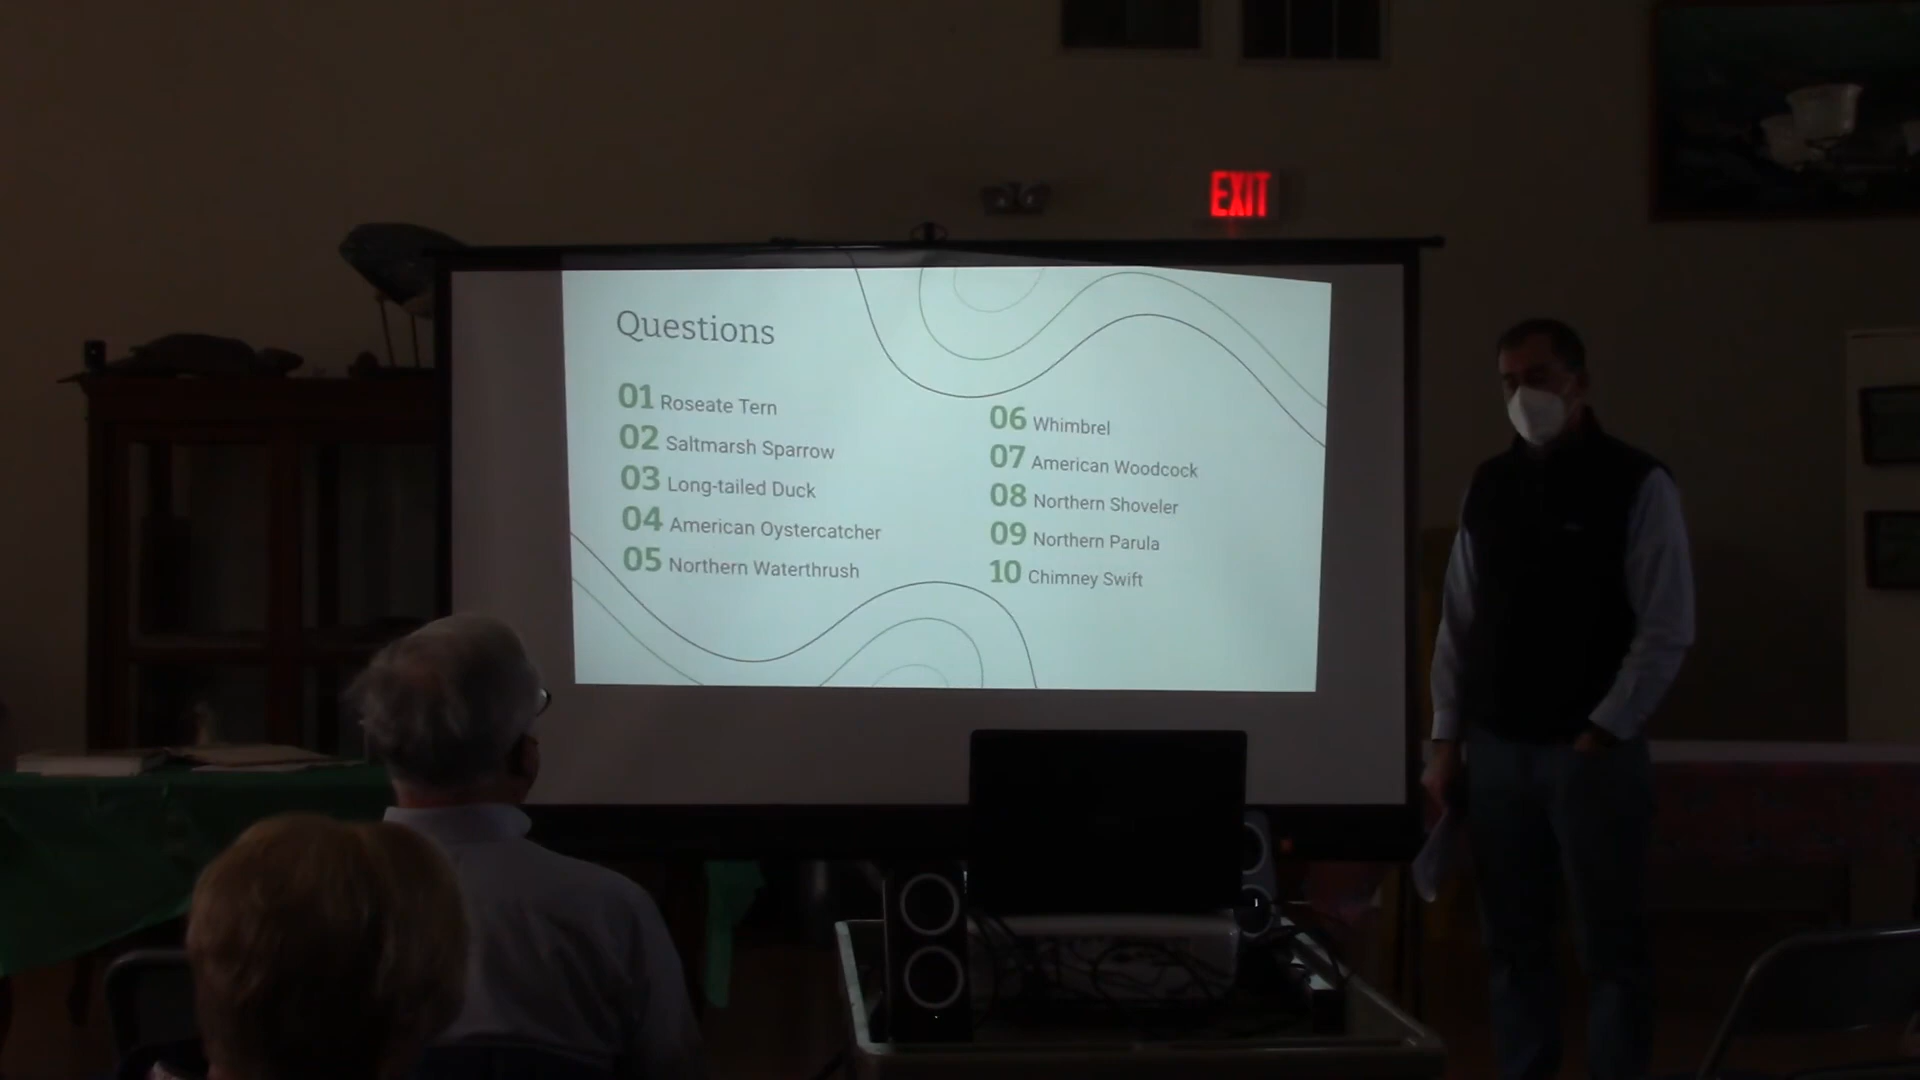 EXIT
Questions
01 Roseate Tern
02 Saltmarsh Sparrow
03 Long-tailed Duck
04 American Oystercatcher
05 Northern Waterthrush
06 Whimbrel
07 American Woodcock
08 Northern Shoveler
09 Northern Parula
10 Chimney Swift